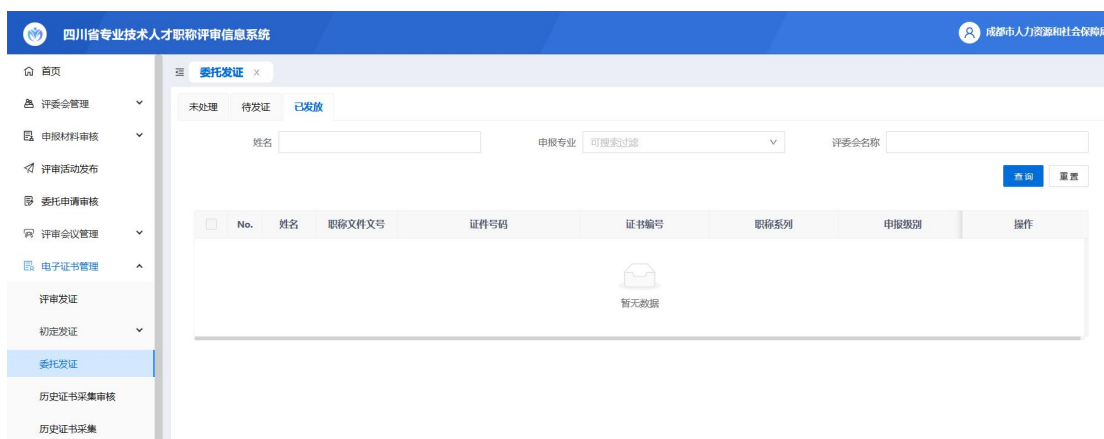 四川省专业技术人才职称评审信息系统
成都市人力资源和社会保障局
首页
委托发证 ×
评委会管理
未处理 待发证 已发放
申报材料审核
姓名
申报专业 可搜索过滤
评委会名称
评审活动发布
查询 重置
委托申请审核
评审会议管理
No. 姓名 职称文件文号 证件号码 证书编号 职称系列 申报级别 操作
电子证书管理
评审发证
暂无数据
初定发证
委托发证
历史证书采集审核
历史证书采集